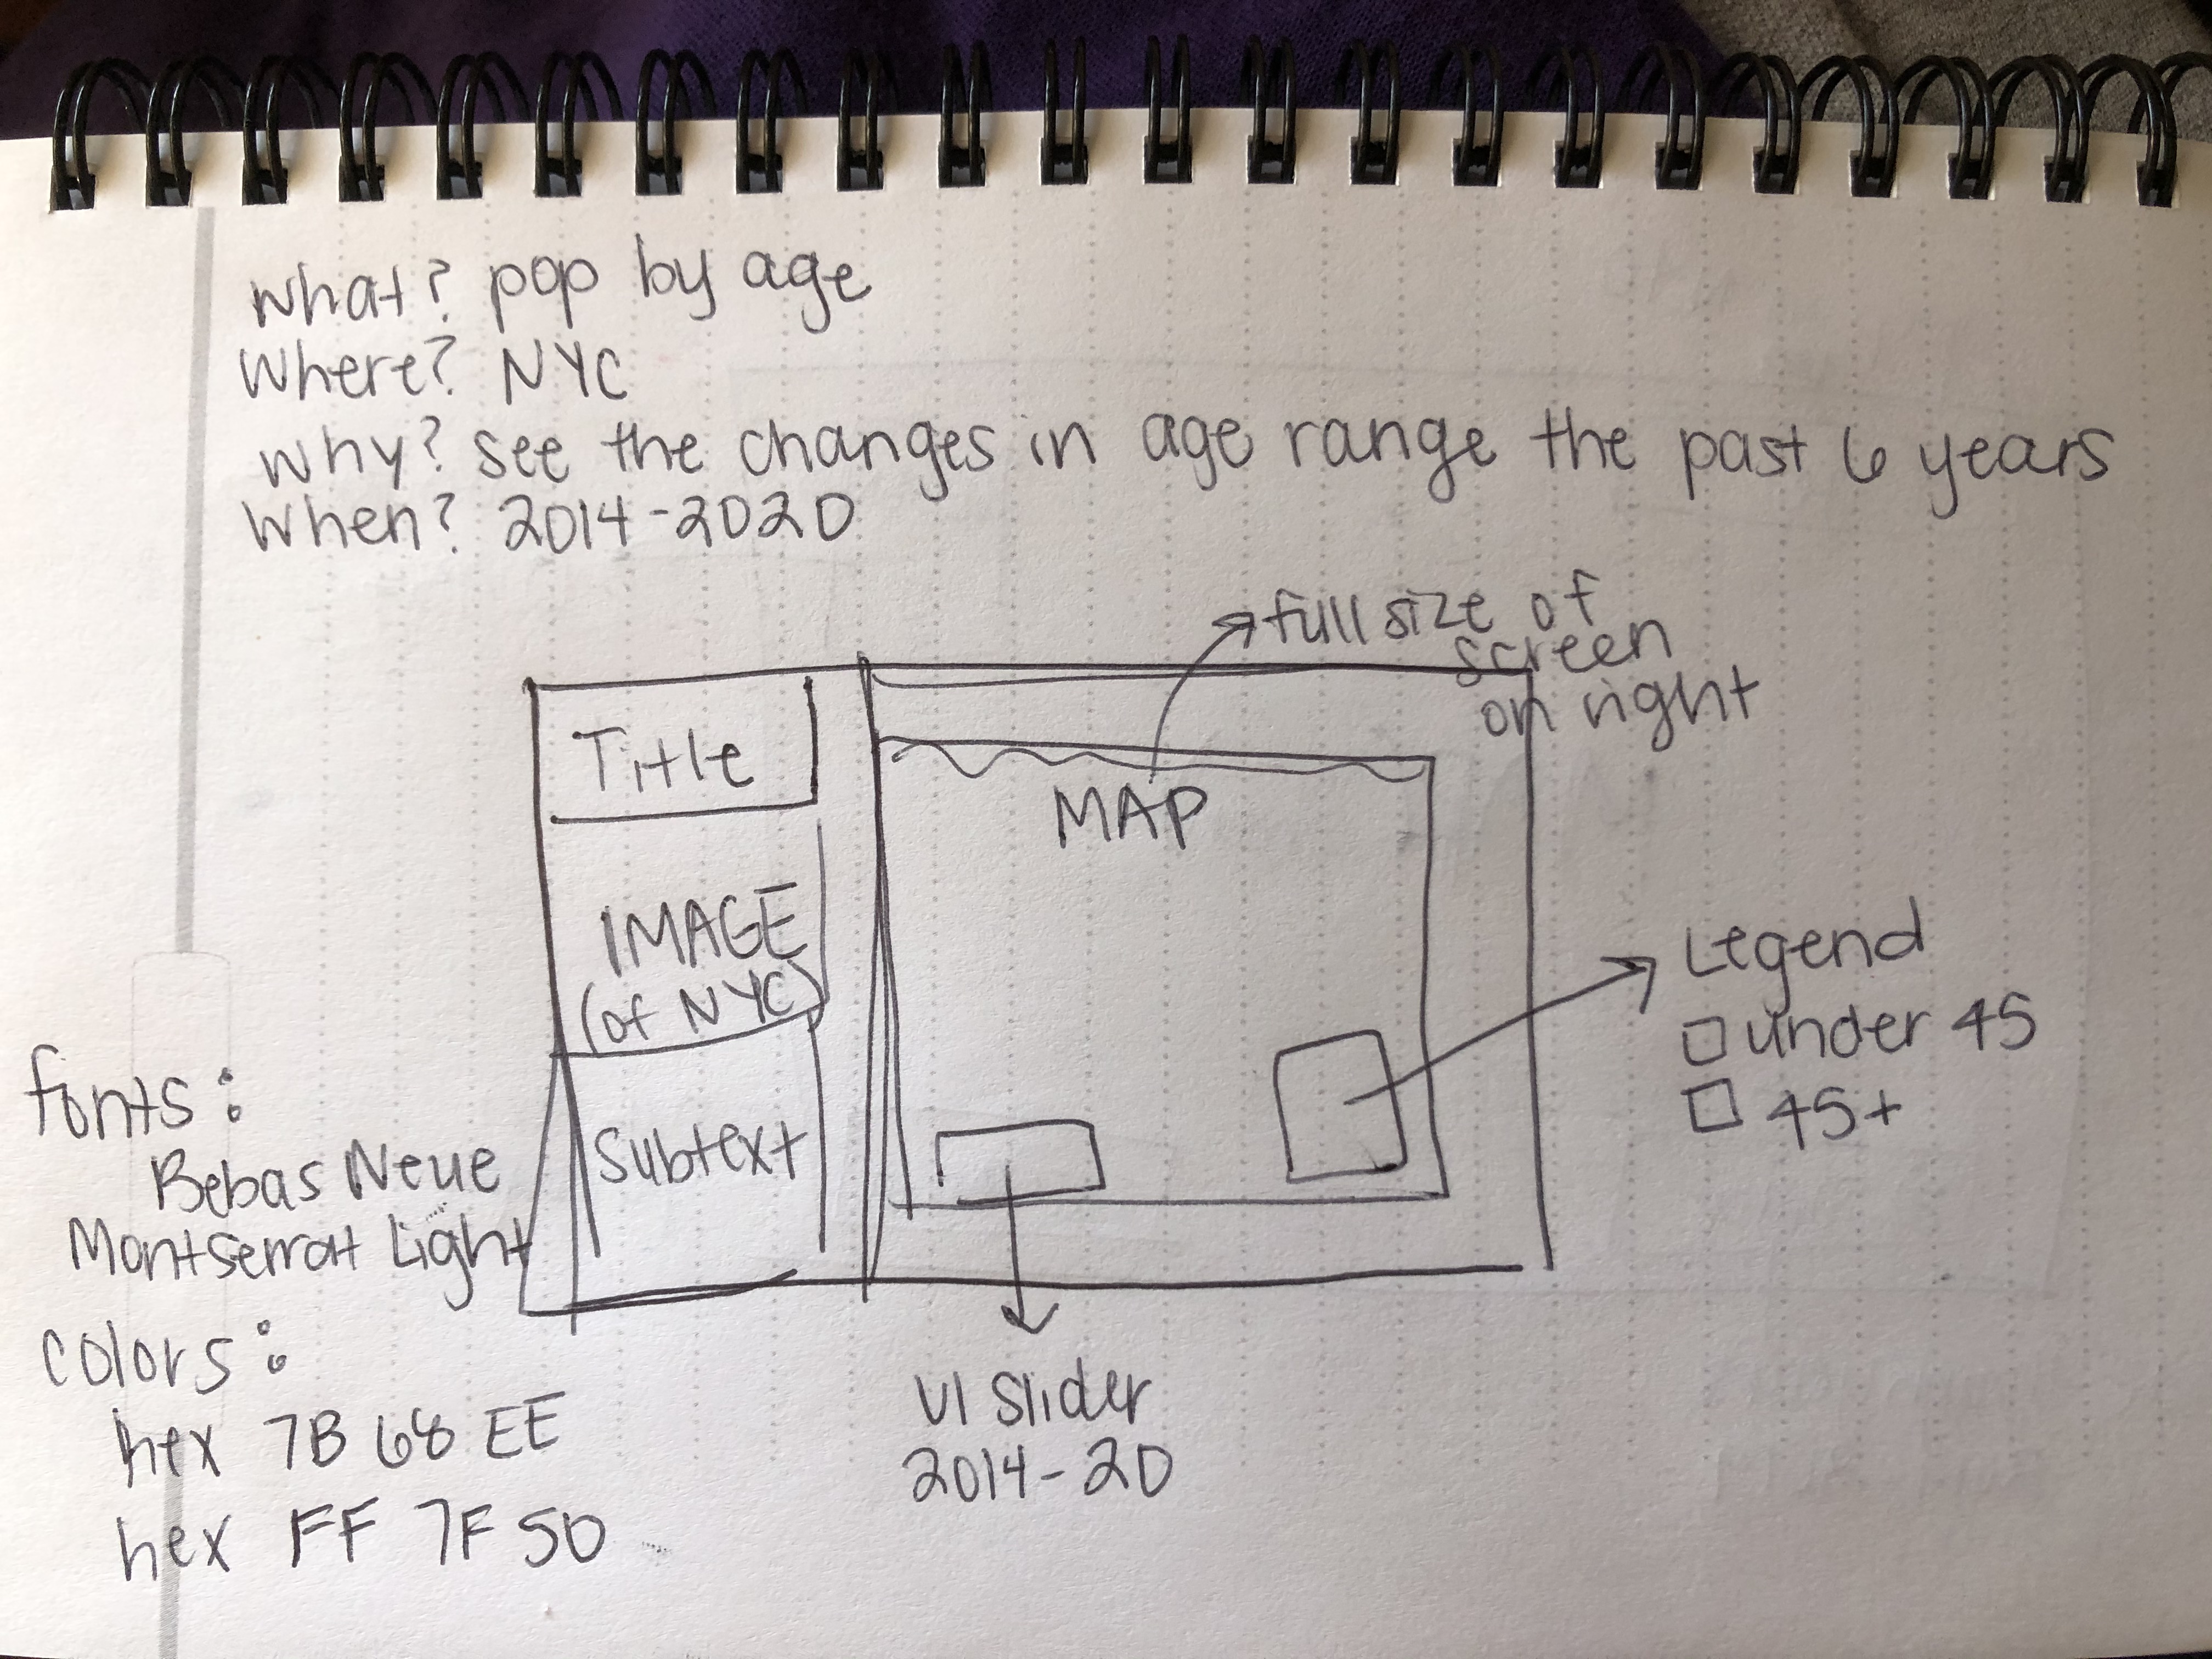 what? pop by age
Where? NYC
why? see the changes in age range the past 6 years
When? 2014-2020
full size of
screen
on right
Title
MAP
IMAGE
(of NYC)
Subtext
Legend
under 45
45+
fonts:
Bebas Neue
Montserrat Light
colors:
hex 7B 68 EE
hex FF 7F 50
UI Slider
2014-20